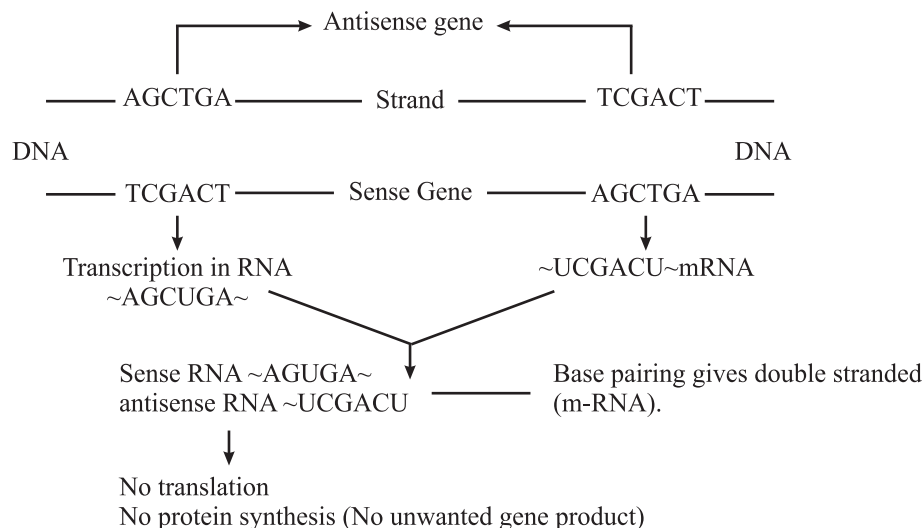 Antisense gene
AGCTGA Strand TCGACT
DNA DNA
TCGACT Sense Gene AGCTGA
Transcription in RNA ~UCGACU~mRNA
~AGCUGA~
Sense RNA ~AGUGA~ Base pairing gives double stranded
antisense RNA ~UCGACU (m-RNA).
No translation
No protein synthesis (No unwanted gene product)